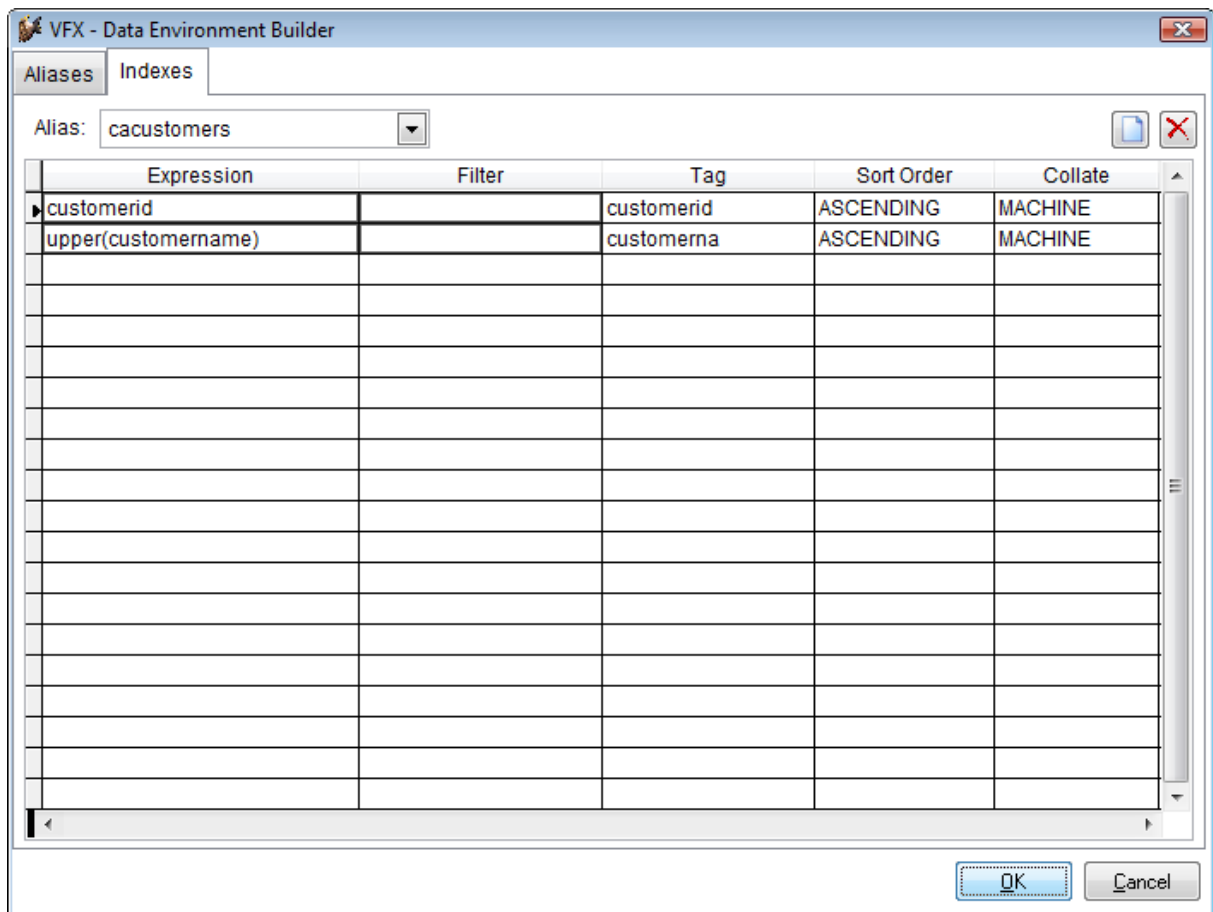 VFX - Data Environment Builder
Aliases Indexes
Alias: cacustomers
Expression Filter Tag Sort Order Collate
customerid customerid ASCENDING MACHINE
upper(customername) customerna ASCENDING MACHINE
OK Cancel